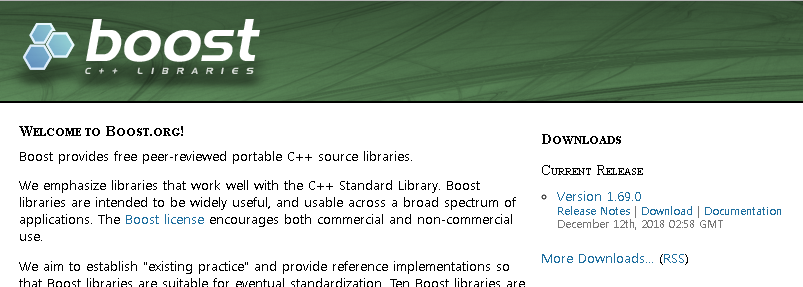 boost
C++ LIBRARIES
Welcome to Boost.org!
Boost provides free peer-reviewed portable C++ source libraries.
We emphasize libraries that work well with the C++ Standard Library. Boost
libraries are intended to be widely useful, and usable across a broad spectrum of
applications. The Boost license encourages both commercial and non-commercial
use.
We aim to establish "existing practice" and provide reference implementations so
that Boost libraries are suitable for eventual standardization. Ten Boost libraries are
Downloads
Current Release
Version 1.69.0
Release Notes | Download | Documentation
December 12th, 2018 02:58 GMT
More Downloads... (RSS)